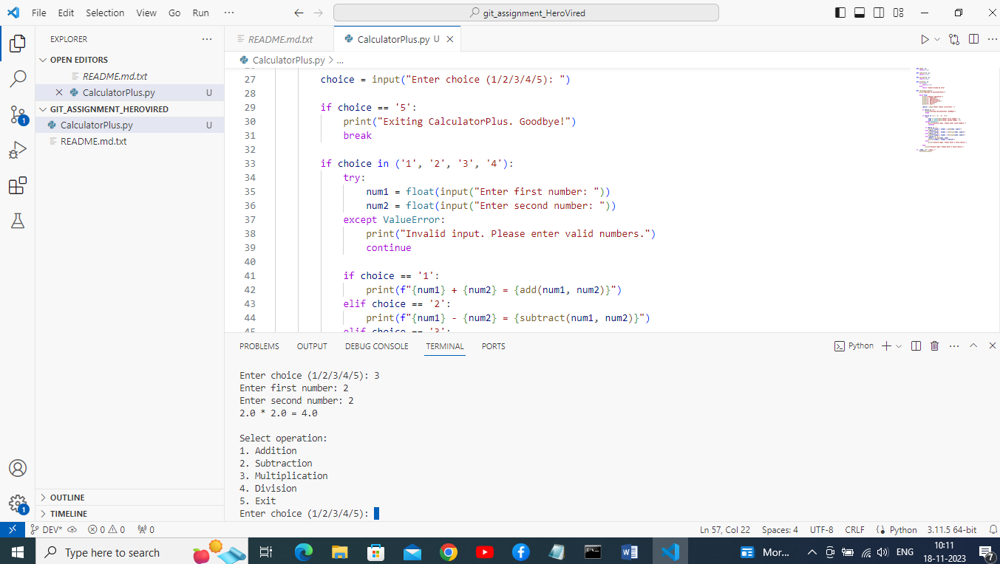 File Edit Selection View Go Run ···
git_assignment_HeroVired
EXPLORER
OPEN EDITORS
README.md.txt
CalculatorPlus.py U
GIT_ASSIGNMENT_HEROVIRED
CalculatorPlus.py U
README.md.txt
OUTLINE
TIMELINE
README.md.txt CalculatorPlus.py U
CalculatorPlus.py > ...
27 choice = input("Enter choice (1/2/3/4/5): ")
28
29 if choice == '5':
30 print("Exiting CalculatorPlus. Goodbye!")
31 break
32
33 if choice in ('1', '2', '3', '4'):
34 try:
35 num1 = float(input("Enter first number: "))
36 num2 = float(input("Enter second number: "))
37 except ValueError:
38 print("Invalid input. Please enter valid numbers.")
39 continue
40
41 if choice == '1':
42 print(f"{num1} + {num2} = {add(num1, num2)}")
43 elif choice == '2':
44 print(f"{num1} - {num2} = {subtract(num1, num2)}")
45 elif choice == '3':
PROBLEMS OUTPUT DEBUG CONSOLE TERMINAL PORTS
Python
Enter choice (1/2/3/4/5): 3
Enter first number: 2
Enter second number: 2
2.0 * 2.0 = 4.0
Select operation:
1. Addition
2. Subtraction
3. Multiplication
4. Division
5. Exit
Enter choice (1/2/3/4/5):
1
1
DEV* 0 0 0 Ln 57, Col 22 Spaces: 4 UTF-8 CRLF Python 3.11.5 64-bit
Type here to search
Mor...
ENG
10:11
18-11-2023
7